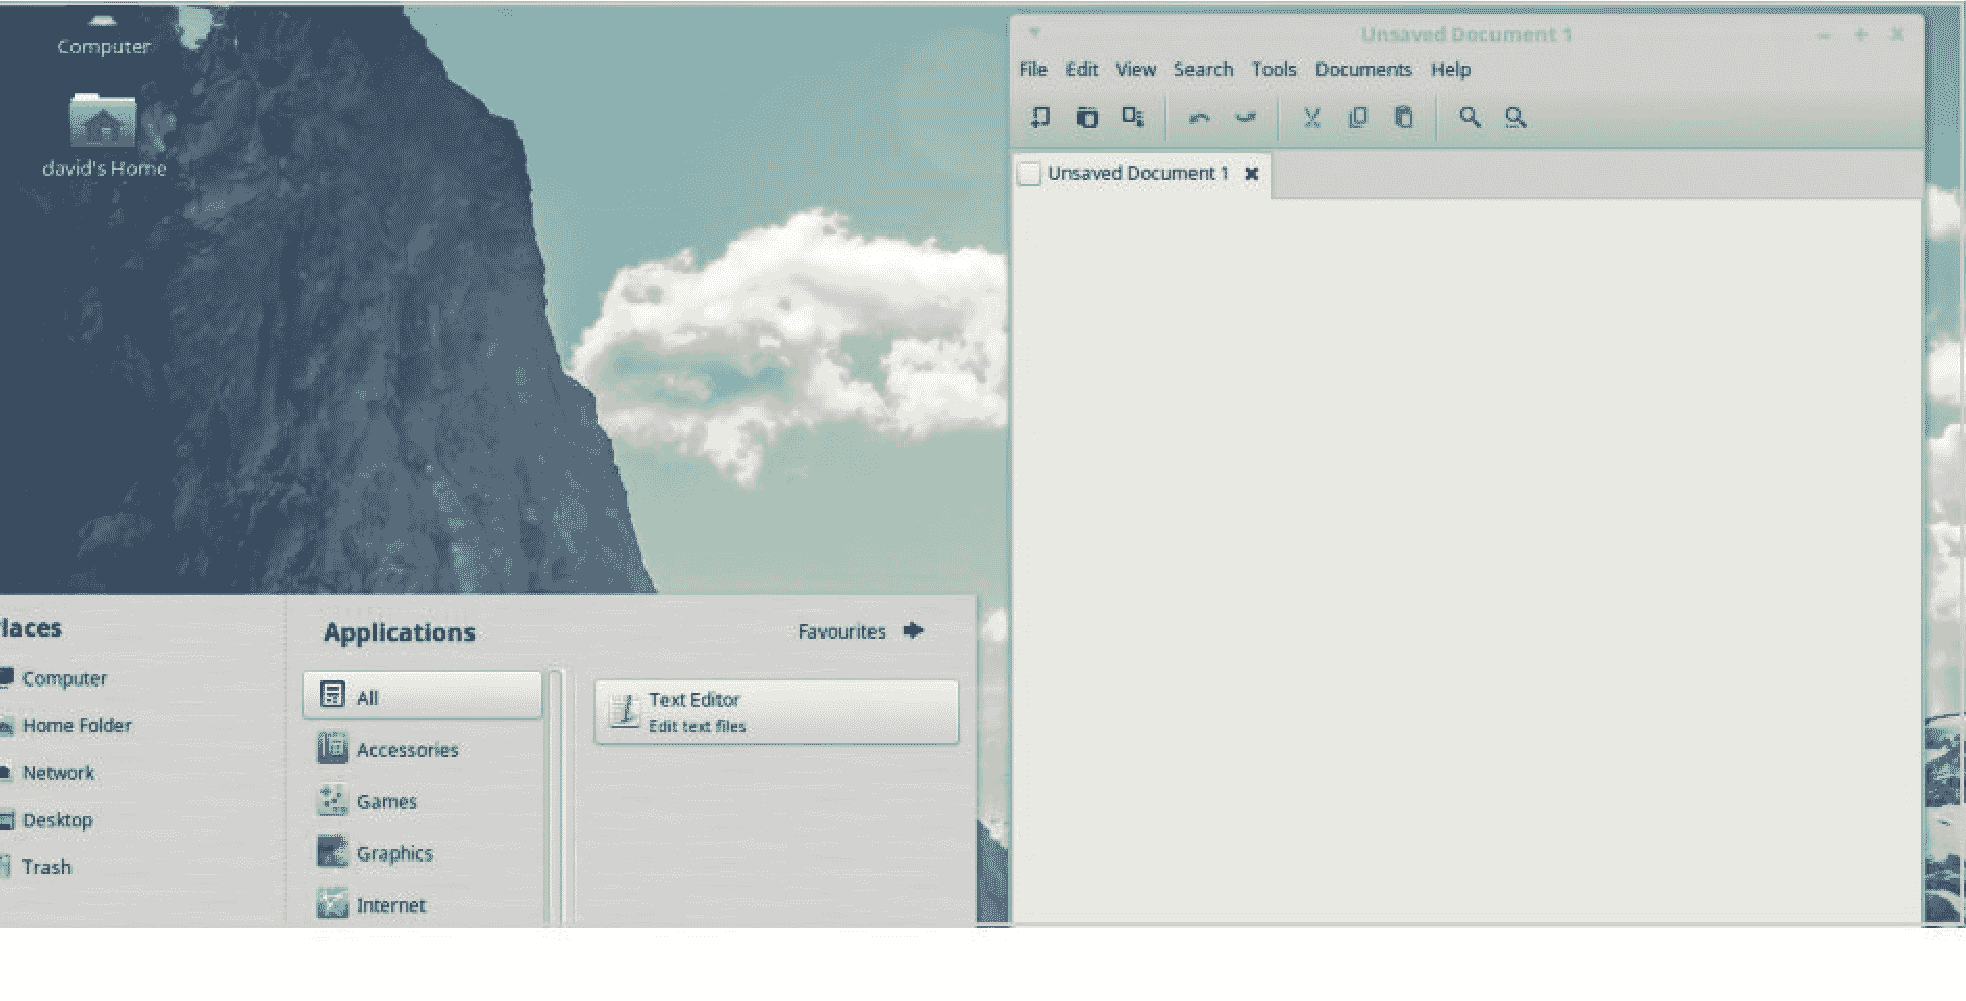 Computer
david's Home
Unsaved Document 1
File Edit View Search Tools Documents Help
Unsaved Document 1
laces
Computer
Home Folder
Network
Desktop
Trash
Applications
Favourites
All
Accessories
Games
Graphics
Internet
Text Editor
Edit text files